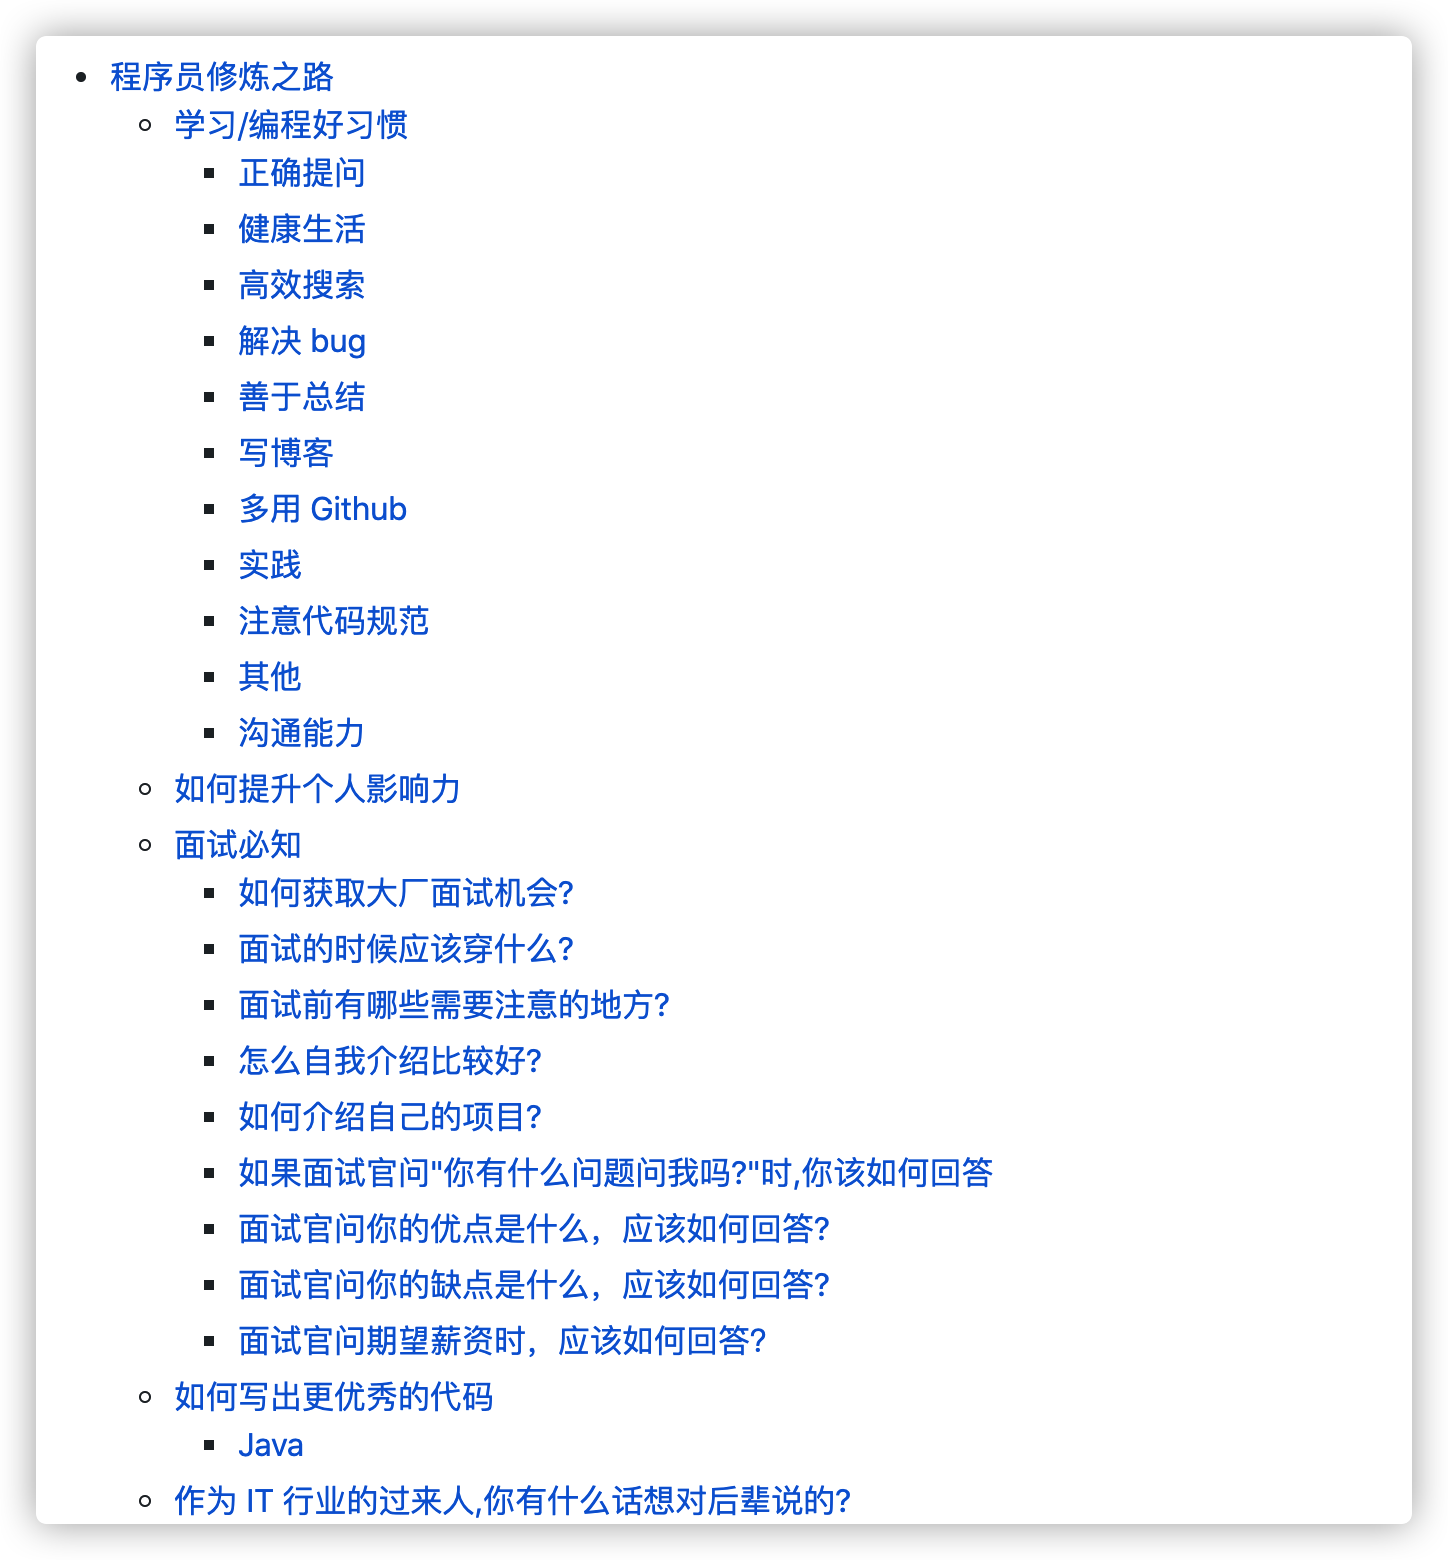 程序员修炼之路
学习/编程好习惯
正确提问
健康生活
高效搜索
解决 bug
善于总结
写博客
多用 Github
实践
注意代码规范
其他
沟通能力
如何提升个人影响力
面试必知
如何获取大厂面试机会?
面试的时候应该穿什么?
面试前有哪些需要注意的地方?
怎么自我介绍比较好?
如何介绍自己的项目?
如果面试官问"你有什么问题问我吗?"时,你该如何回答
面试官问你的优点是什么，应该如何回答?
面试官问你的缺点是什么，应该如何回答?
面试官问期望薪资时，应该如何回答?
如何写出更优秀的代码
Java
作为 IT 行业的过来人,你有什么话想对后辈说的?